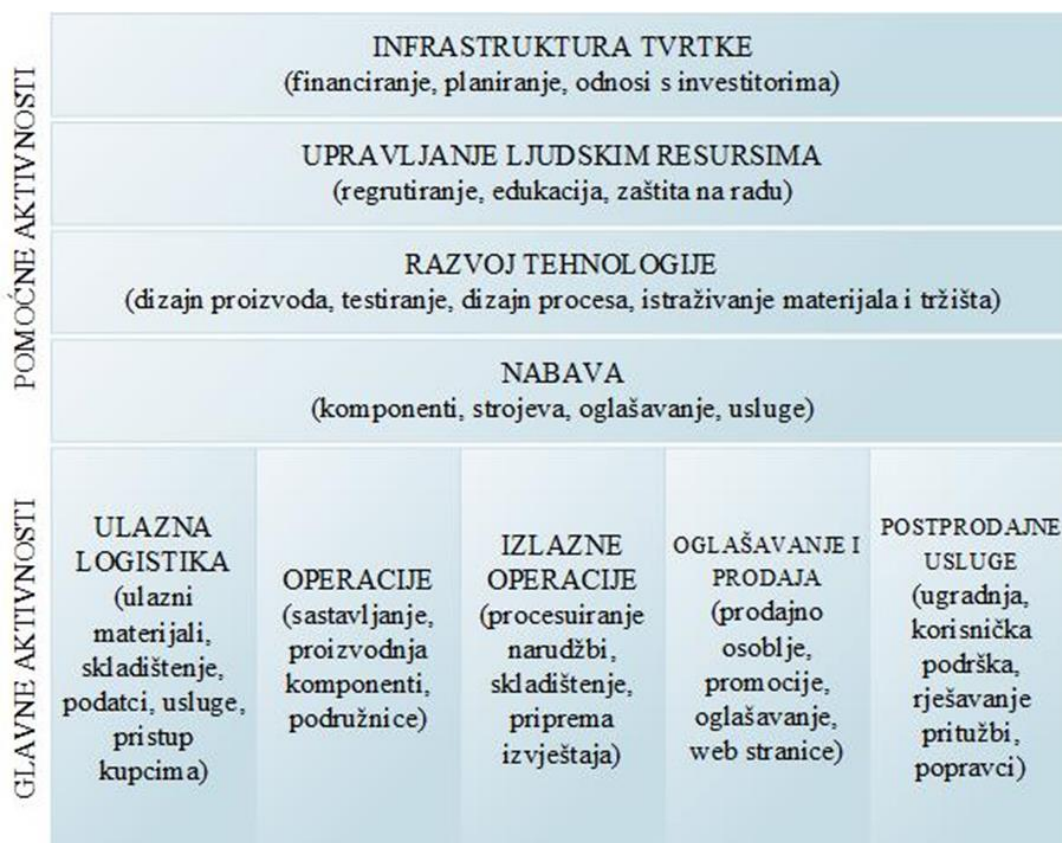 POMOĆNE AKTIVNOSTI
INFRASTRUKTURA TVRTKE
(financiranje, planiranje, odnosi s investitorima)
UPRAVLJANJE LJUDSKIM RESURSIMA
(regrutiranje, edukacija, zaštita na radu)
RAZVOJ TEHNOLOGIJE
(dizajn proizvoda, testiranje, dizajn procesa, istraživanje materijala i tržišta)
NABAVA
(komponenti, strojeva, oglašavanje, usluge)
GLAVNE AKTIVNOSTI
ULAZNA
LOGISTIKA
(ulazni
materijali,
skladištenje,
podatci, usluge,
pristup
kupcima)
OPERACIJE
(sastavljanje,
proizvodnja
komponenti,
podružnice)
IZLAZNE
OPERACIJE
(procesuiranje
narudžbi,
skladištenje,
priprema
izvještaja)
OGLAŠAVANJE I
PRODAJA
(prodajno
osoblje,
promocije,
oglašavanje,
web stranice)
POSTPRODAJNE
USLUGE
(ugradnja,
korisnička
podrška,
rješavanje
pritužbi,
popravci)